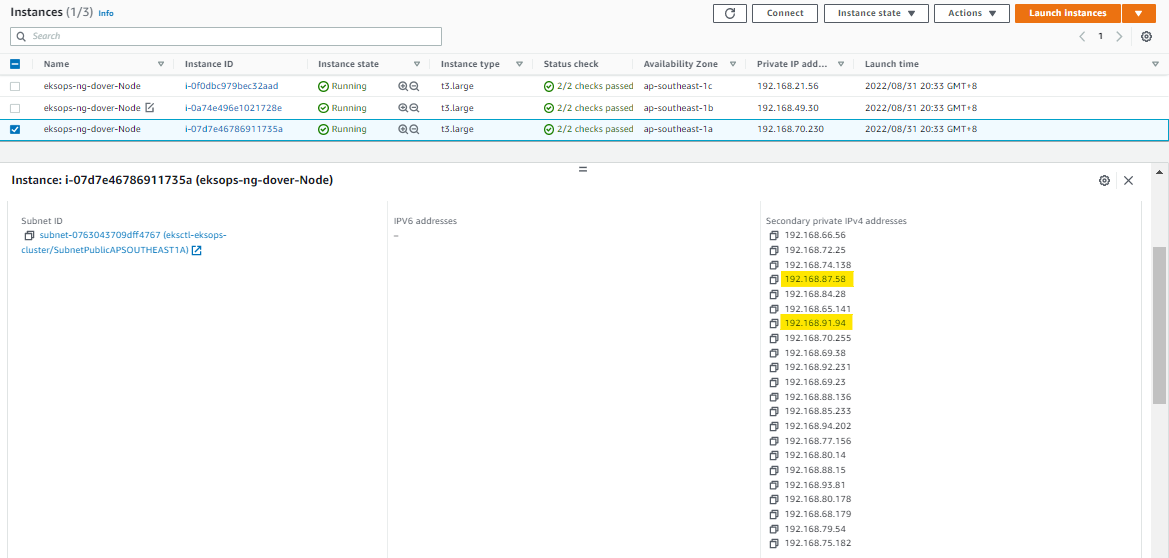 Instances (1/3) Info
Connect
Instance state
Actions
Launch instances
Search
1
Name Instance ID Instance state Instance type Status check Availability Zone Private IP add... Launch time
eksops-ng-dover-Node i-0f0dbc979bec32aad Running t3.large 2/2 checks passed ap-southeast-1c 192.168.21.56 2022/08/31 20:33 GMT+8
eksops-ng-dover-Node i-0a74e496e1021728e Running t3.large 2/2 checks passed ap-southeast-1b 192.168.49.30 2022/08/31 20:33 GMT+8
eksops-ng-dover-Node i-07d7e46786911735a Running t3.large 2/2 checks passed ap-southeast-1a 192.168.70.230 2022/08/31 20:33 GMT+8
Instance: i-07d7e46786911735a (eksops-ng-dover-Node)
Subnet ID
subnet-0763043709dff4767 (eksctl-eksops-
cluster/SubnetPublicAPSOUTHEAST1A)
IPV6 addresses
–
Secondary private IPv4 addresses
192.168.66.56
192.168.72.25
192.168.74.138
192.168.87.58
192.168.84.28
192.168.65.141
192.168.91.94
192.168.70.255
192.168.69.38
192.168.92.231
192.168.69.23
192.168.88.136
192.168.85.233
192.168.94.202
192.168.77.156
192.168.80.14
192.168.88.15
192.168.93.81
192.168.80.178
192.168.68.179
192.168.79.54
192.168.75.182